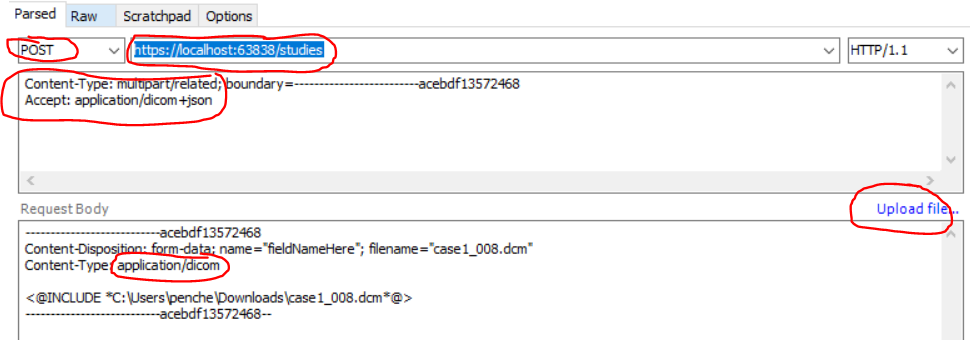 Parsed Raw Scratchpad Options
POST https://localhost:63838/studies HTTP/1.1
Content-Type: multipart/related; boundary=-------------------------acebdf13572468
Accept: application/dicom+json
Request Body Upload file...
---------------------------acebdf13572468
Content-Disposition: form-data; name="fieldNameHere"; filename="case1_008.dcm"
Content-Type: application/dicom
<@INCLUDE *C:\Users\penche\Downloads\case1_008.dcm*@>
---------------------------acebdf13572468--